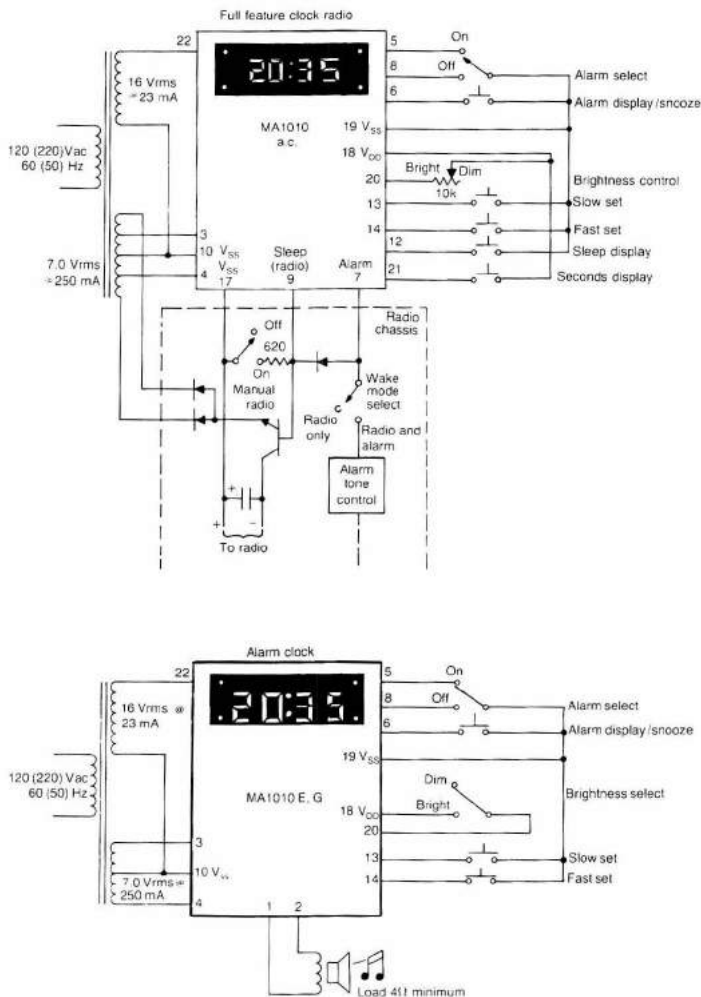 Full feature clock radio
22
20:35
5
On
8
Off
Alarm select
6
Alarm display/snooze
16 Vrms
@ 23 mA
MA1010
a.c.
19 VSS
18 VDD
120 (220)Vac
60 (50) Hz
Bright
Dim
20
10k
Brightness control
13
Slow set
14
Fast set
3
12
Sleep display
10 VSS
VSS
Sleep
(radio)
Alarm
21
Seconds display
7.0 Vrms
@ 250 mA
4
17
9
7
Radio
chassis
Off
620
On
Manual
radio
Wake
mode
select
Radio
only
Radio and
alarm
Alarm
tone
control
+
+
−
To radio
Alarm clock
22
20:35
5
On
8
Off
Alarm select
16 Vrms @
23 mA
6
Alarm display/snooze
19 VSS
120 (220)Vac
60 (50) Hz
MA1010 E, G
Dim
Brightness select
18 VDD
Bright
20
3
13
Slow set
10 Vss
14
Fast set
7.0 Vrms @
250 mA
4
1
2
Load 4Ω minimum